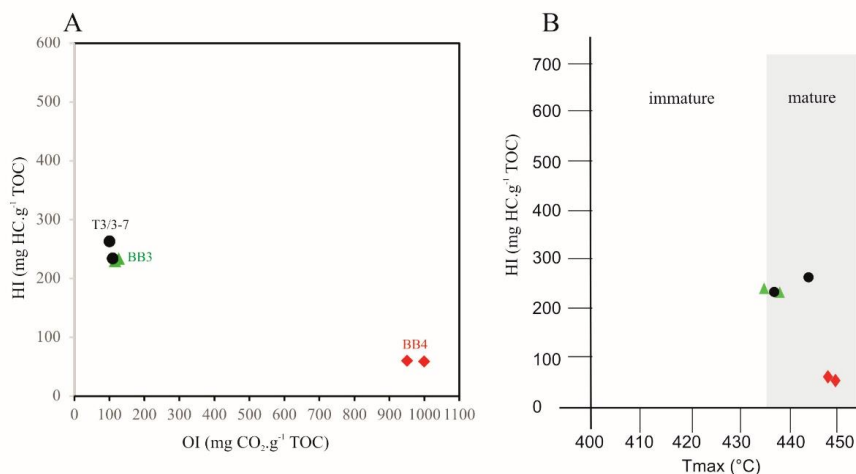 A
600
500
400
300
200
100
0
HI (mg HC.g⁻¹ TOC)
T3/3-7
BB3
BB4
0 100 200 300 400 500 600 700 800 900 1000 1100
OI (mg CO₂.g⁻¹ TOC)
B
700
600
500
400
300
200
100
0
HI (mg HC.g⁻¹ TOC)
immature
mature
400 410 420 430 440 450
Tmax (°C)